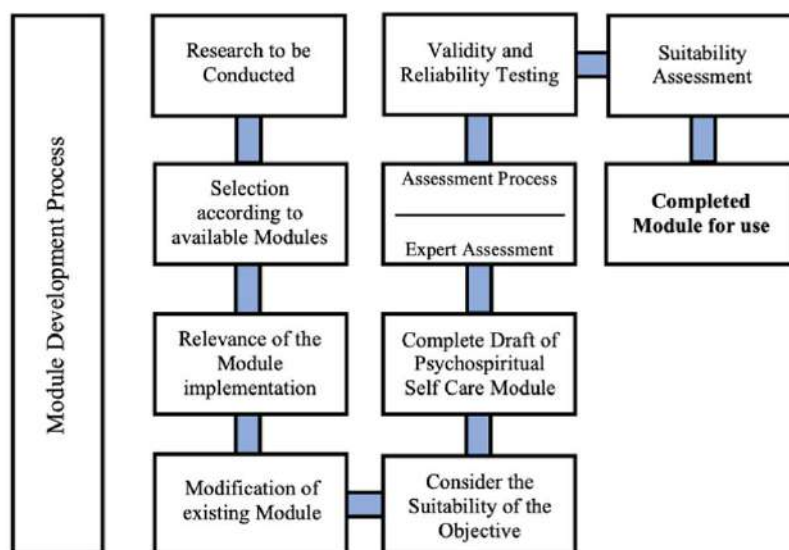 Module Development Process
Research to be
Conducted
Selection
according to
available Modules
Relevance of the
Module
implementation
Modification of
existing Module
Consider the
Suitability of the
Objective
Complete Draft of
Psychospiritual
Self Care Module
Assessment Process
Expert Assessment
Validity and
Reliability Testing
Suitability
Assessment
Completed
Module for use